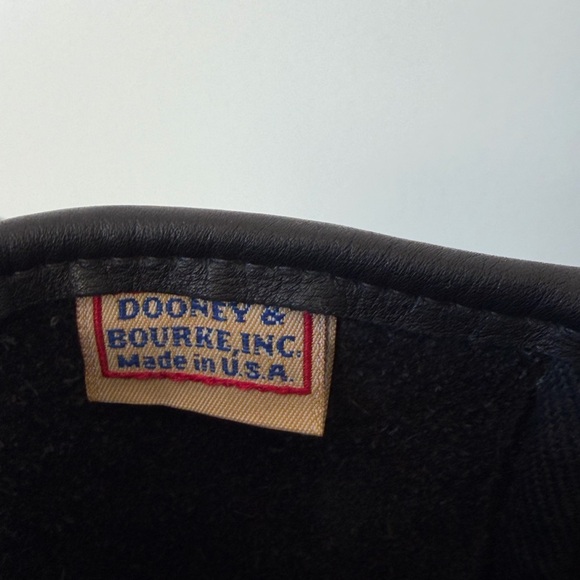 DOONEY &
BOURKE, INC.
Made in U.S.A.